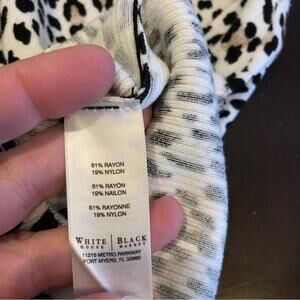 81% RAYON
19% NYLON
81% RAYÓN
19% NAILON
81% RAYONNE
19% NYLON
WHITE | BLACK
HOUSE | MARKET
11215 METRO PARKWAY
FORT MYERS, FL 33966